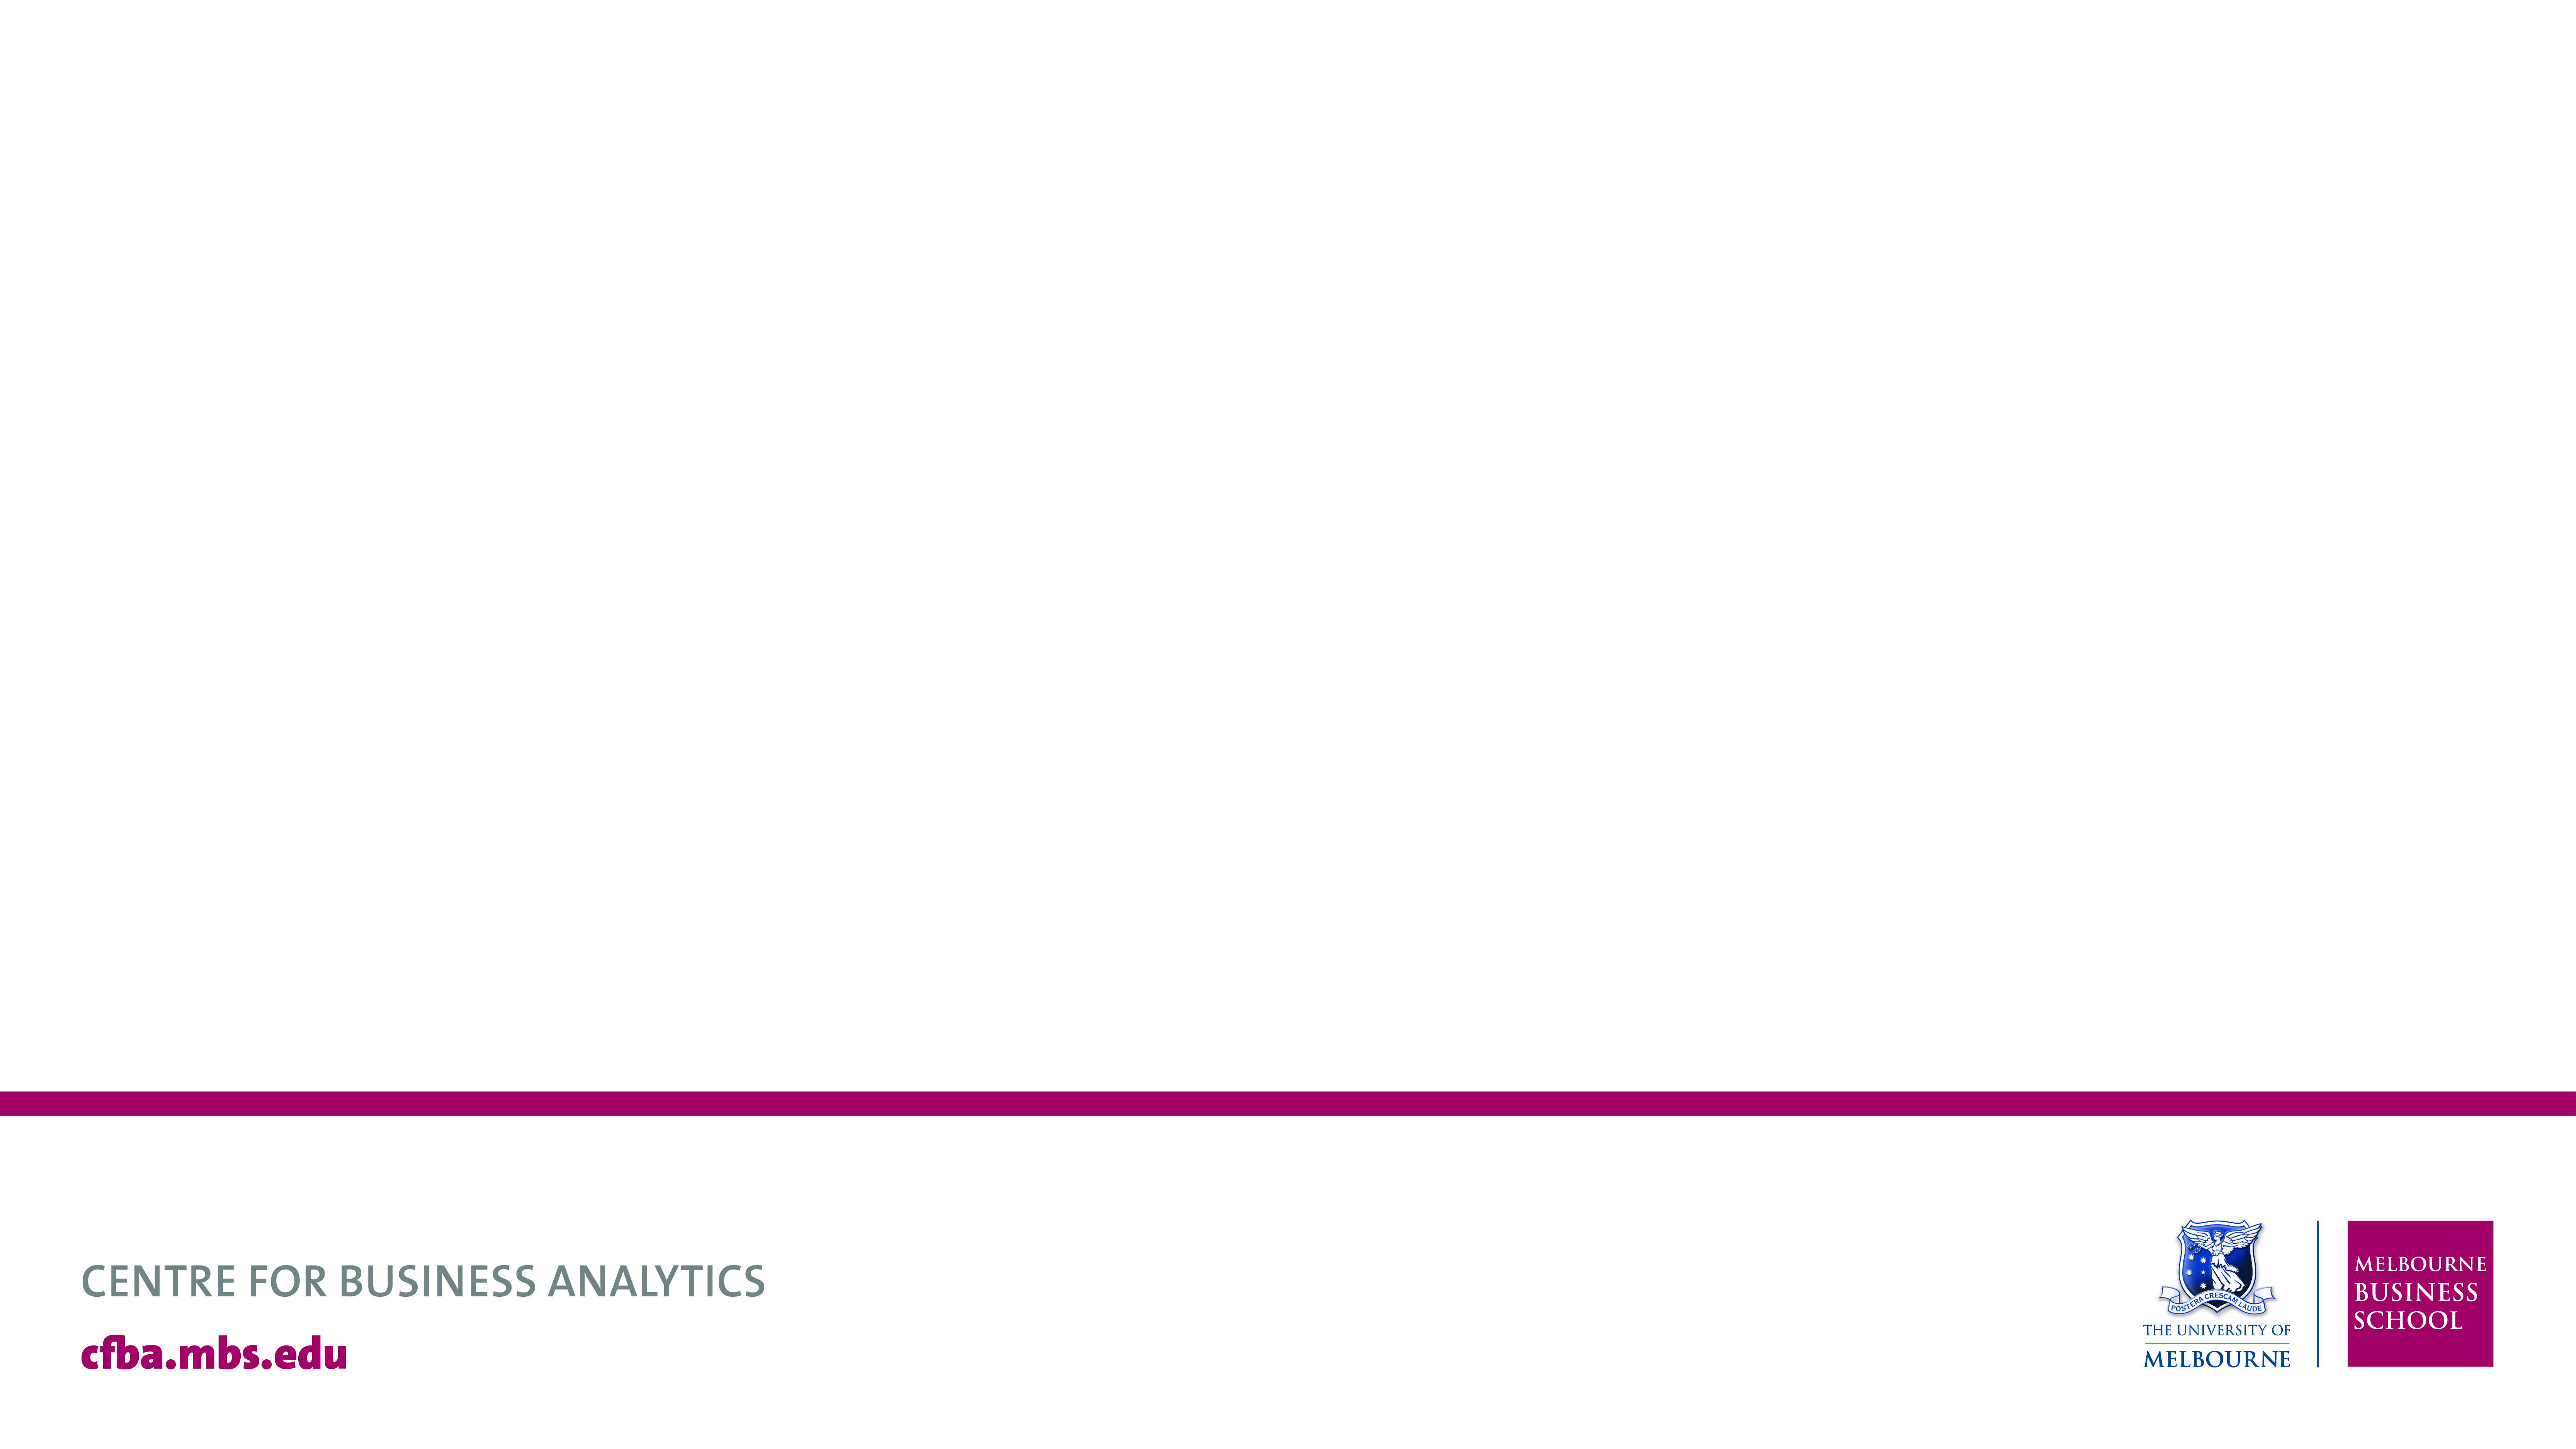 CENTRE FOR BUSINESS ANALYTICS
cfba.mbs.edu
POSTERA CRESCAM LAUDE
THE UNIVERSITY OF
MELBOURNE
MELBOURNE
BUSINESS
SCHOOL